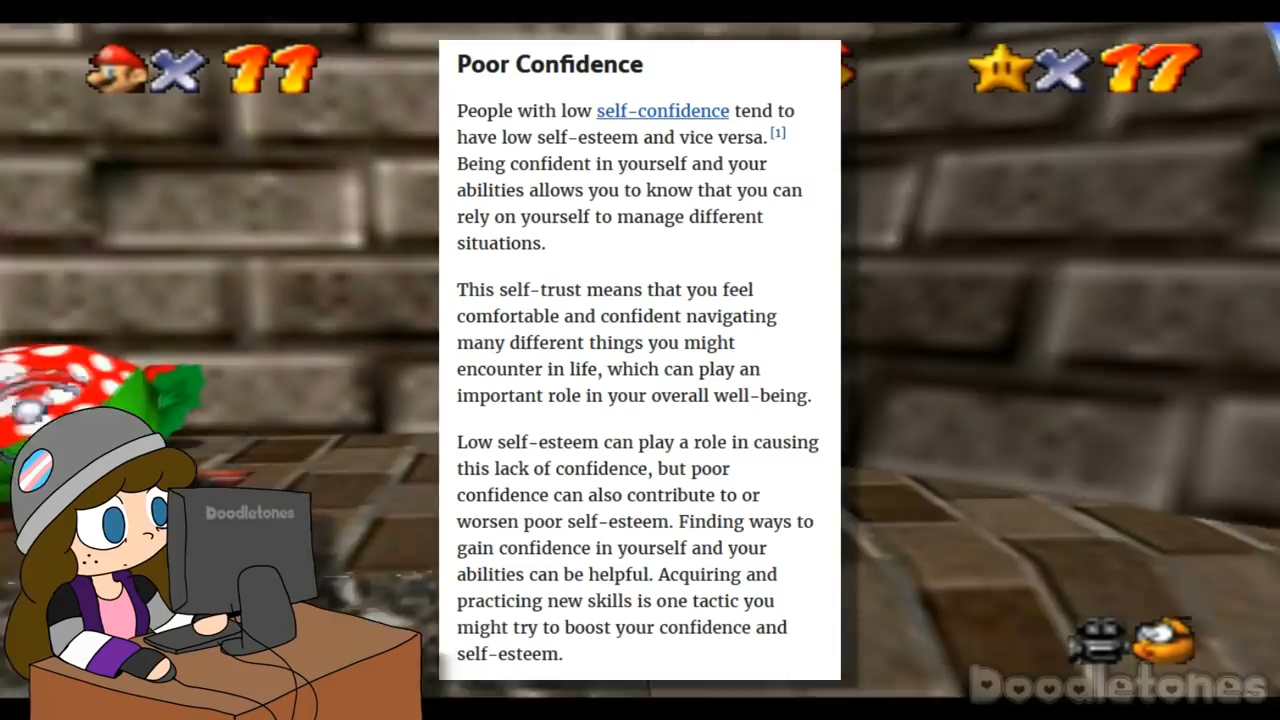 x 11
x 17
Poor Confidence
People with low self-confidence tend to
have low self-esteem and vice versa.[1]
Being confident in yourself and your
abilities allows you to know that you can
rely on yourself to manage different
situations.
This self-trust means that you feel
comfortable and confident navigating
many different things you might
encounter in life, which can play an
important role in your overall well-being.
Low self-esteem can play a role in causing
this lack of confidence, but poor
confidence can also contribute to or
worsen poor self-esteem. Finding ways to
gain confidence in yourself and your
abilities can be helpful. Acquiring and
practicing new skills is one tactic you
might try to boost your confidence and
self-esteem.
Doodletones
Doodletones